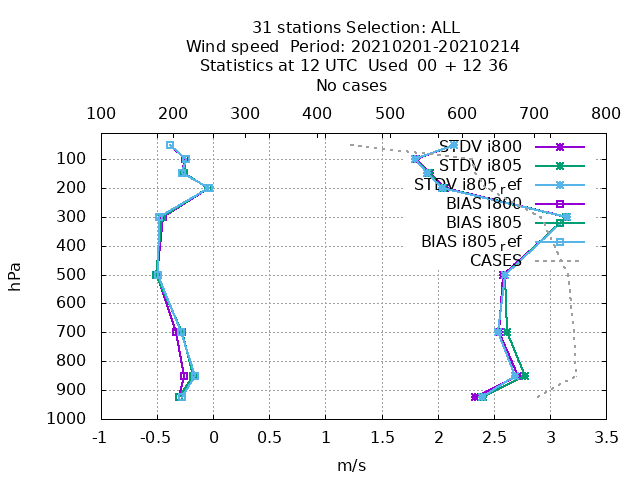 31 stations Selection: ALL
Wind speed  Period: 20210201-20210214
Statistics at 12 UTC  Used  00 + 12 36
No cases
100 200 300 400 500 600 700 800
STDV i800
STDV i805
STDV i805ref
BIAS i800
BIAS i805
BIAS i805ref
CASES
100
200
300
400
500
600
700
800
900
1000
hPa
-1 -0.5 0 0.5 1 1.5 2 2.5 3 3.5
m/s